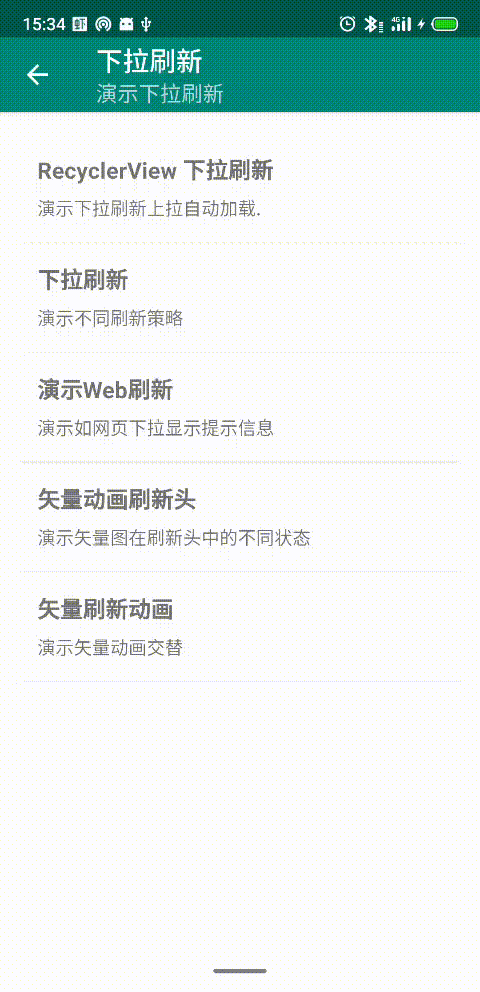 15:34
4G
下拉刷新
演示下拉刷新
RecyclerView 下拉刷新
演示下拉刷新上拉自动加载.
下拉刷新
演示不同刷新策略
演示Web刷新
演示如网页下拉显示提示信息
矢量动画刷新头
演示矢量图在刷新头中的不同状态
矢量刷新动画
演示矢量动画交替